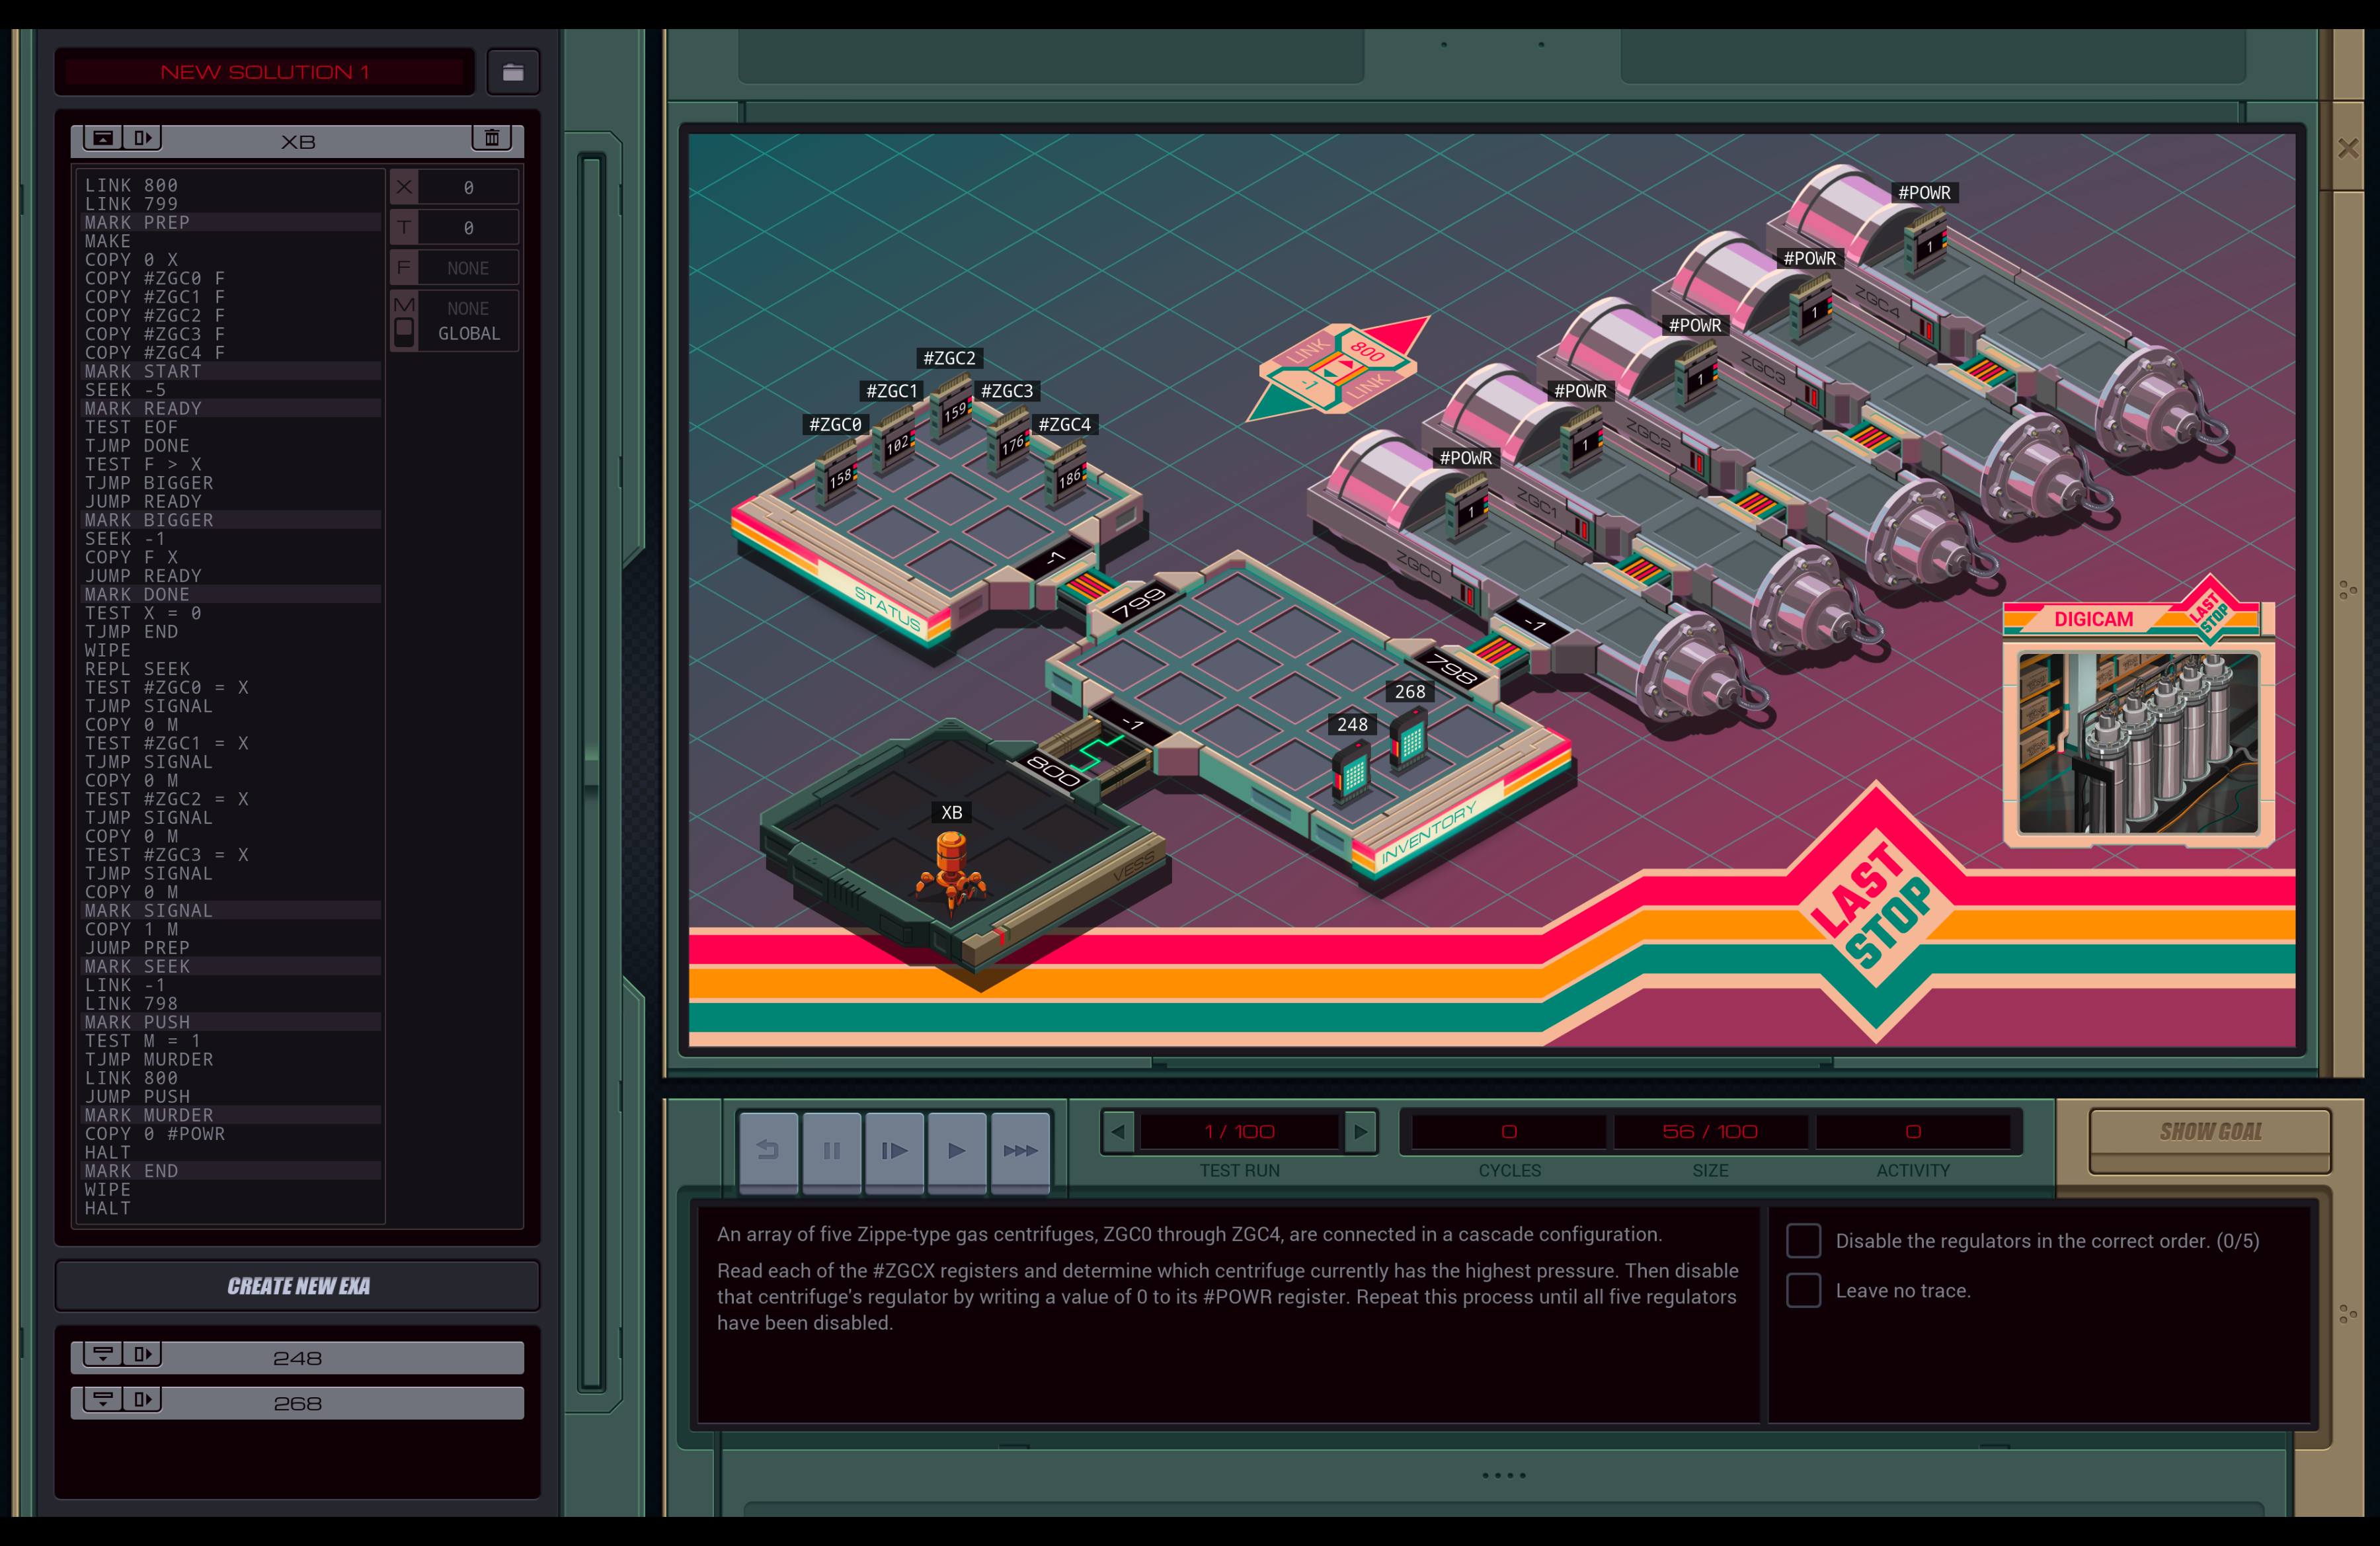 NEW SOLUTION 1
XB
LINK 800
LINK 799
MARK PREP
MAKE
COPY 0 X
COPY #ZGC0 F
COPY #ZGC1 F
COPY #ZGC2 F
COPY #ZGC3 F
COPY #ZGC4 F
MARK START
SEEK -5
MARK READY
TEST EOF
TJMP DONE
TEST F > X
TJMP BIGGER
JUMP READY
MARK BIGGER
SEEK -1
COPY F X
JUMP READY
MARK DONE
TEST X = 0
TJMP END
WIPE
REPL SEEK
TEST #ZGC0 = X
TJMP SIGNAL
COPY 0 M
TEST #ZGC1 = X
TJMP SIGNAL
COPY 0 M
TEST #ZGC2 = X
TJMP SIGNAL
COPY 0 M
TEST #ZGC3 = X
TJMP SIGNAL
COPY 0 M
MARK SIGNAL
COPY 1 M
JUMP PREP
MARK SEEK
LINK -1
LINK 798
MARK PUSH
TEST M = 1
TJMP MURDER
LINK 800
JUMP PUSH
MARK MURDER
COPY 0 #POWR
HALT
MARK END
WIPE
HALT
X 0
T 0
F NONE
M NONE
GLOBAL
CREATE NEW EXA
248
268
#POWR
1
#POWR
1
#POWR
1
#POWR
1
#POWR
1
ZGC4
ZGC3
ZGC2
ZGC1
ZGC0
#ZGC2
159
#ZGC1
102
#ZGC3
176
#ZGC0
158
#ZGC4
186
LINK 800
-1 LINK
STATUS
-1
799
-1
798
-1
800
268
248
INVENTORY
XB
VESS
DIGICAM
LAST
STOP
LAST
STOP
1 / 100
TEST RUN
0
CYCLES
56 / 100
SIZE
0
ACTIVITY
SHOW GOAL
An array of five Zippe-type gas centrifuges, ZGC0 through ZGC4, are connected in a cascade configuration.
Read each of the #ZGCX registers and determine which centrifuge currently has the highest pressure. Then disable
that centrifuge's regulator by writing a value of 0 to its #POWR register. Repeat this process until all five regulators
have been disabled.
Disable the regulators in the correct order. (0/5)
Leave no trace.